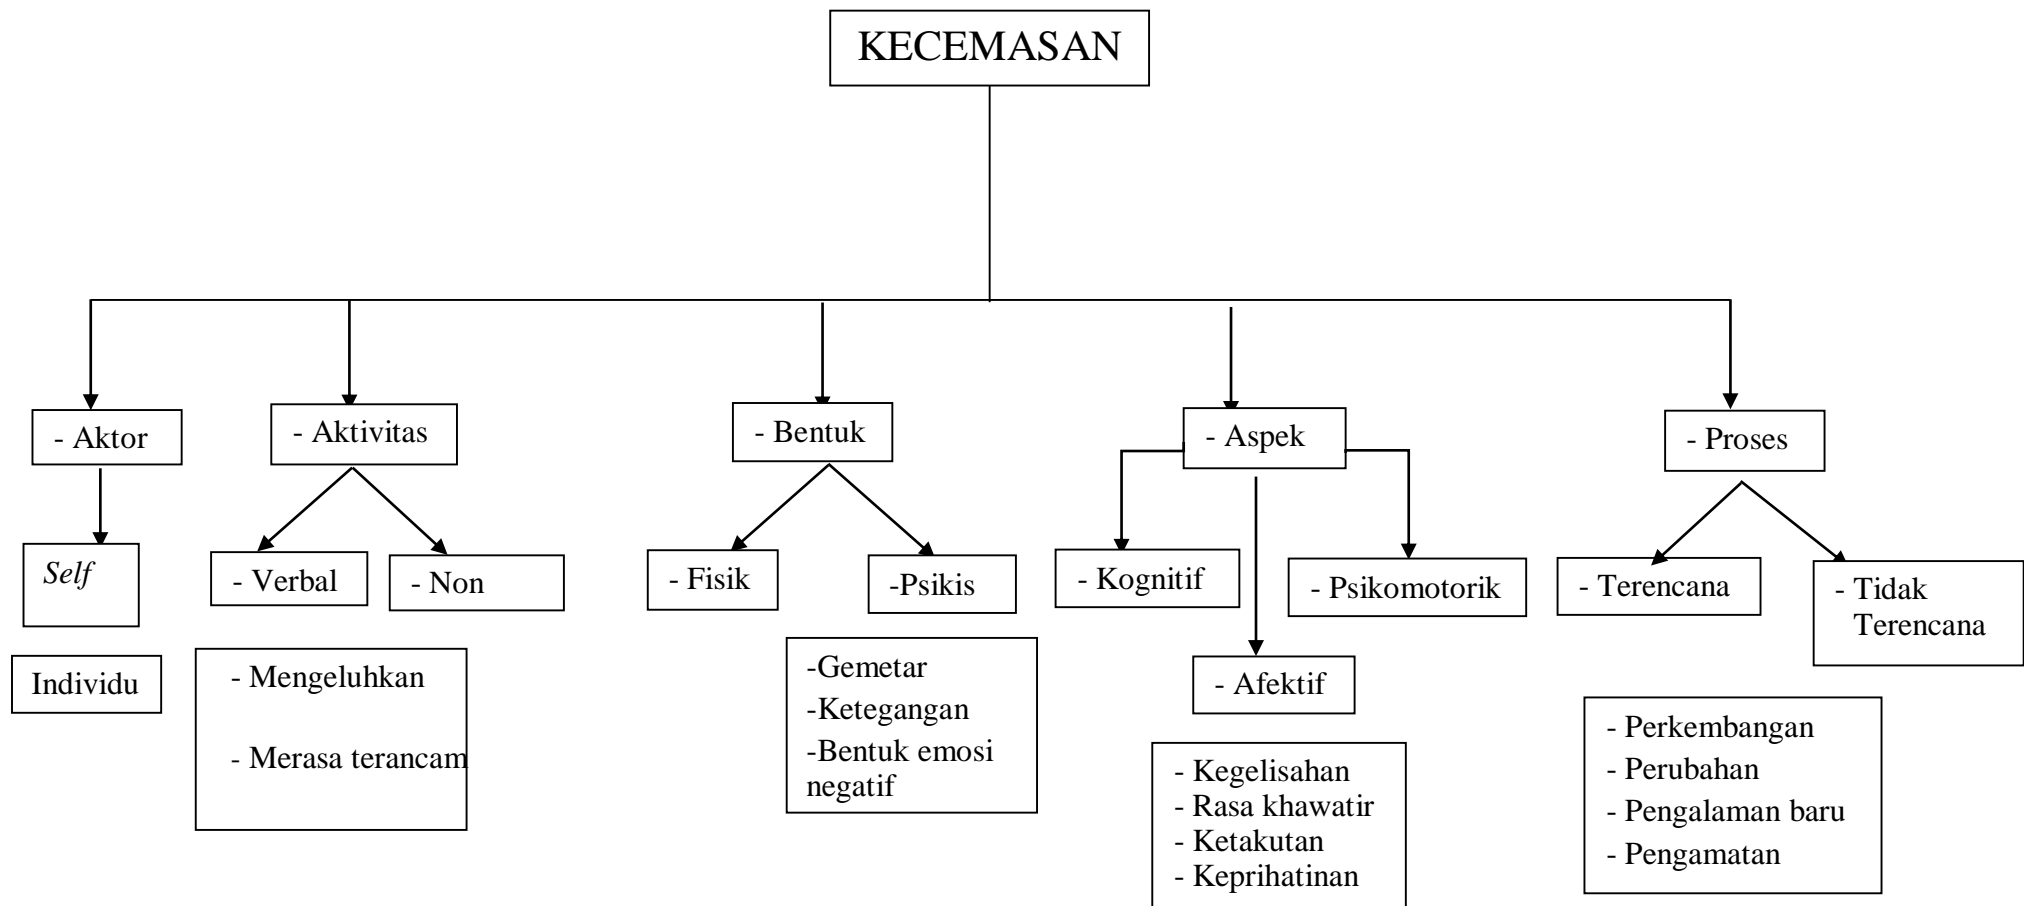 KECEMASAN
- Aktor
- Aktivitas
- Bentuk
- Aspek
- Proses
Self
- Verbal
- Non
- Fisik
-Psikis
- Kognitif
- Psikomotorik
- Terencana
- Tidak
Terencana
Individu
- Mengeluhkan
- Merasa terancam
-Gemetar
-Ketegangan
-Bentuk emosi
negatif
- Afektif
- Kegelisahan
- Rasa khawatir
- Ketakutan
- Keprihatinan
- Perkembangan
- Perubahan
- Pengalaman baru
- Pengamatan